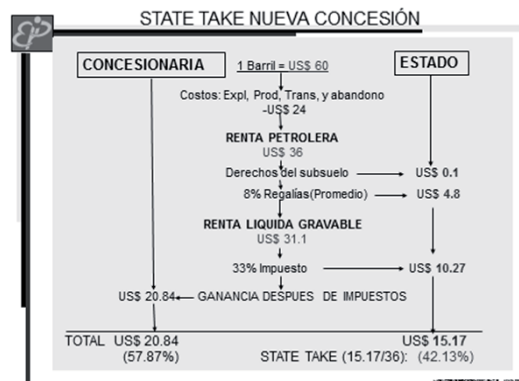 STATE TAKE NUEVA CONCESIÓN
CONCESIONARIA
1 Barril = US$ 60
ESTADO
Costos: Expl, Prod, Trans, y abandono
-US$ 24
RENTA PETROLERA
US$ 36
Derechos del subsuelo
US$ 0.1
8% Regalías(Promedio)
US$ 4.8
RENTA LIQUIDA GRAVABLE
US$ 31.1
33% Impuesto
US$ 10.27
US$ 20.84
GANANCIA DESPUES DE IMPUESTOS
TOTAL US$ 20.84
US$ 15.17
(57.87%)
STATE TAKE (15.17/36): (42.13%)